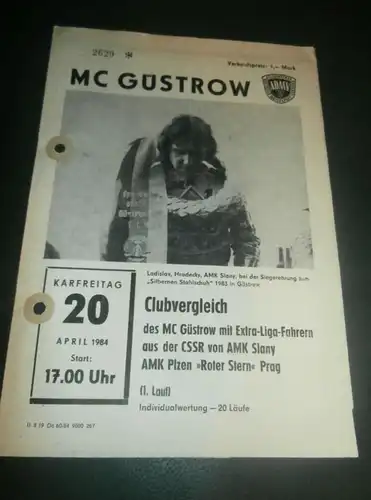 2629 *
Verkaufspreis: 1,– Mark
MC GÜSTROW
ADMV
Ladislav, Hradecky, AMK Slany, bei der Siegerehrung zum
„Silbernen Stahlschuh" 1983 in Güstrow
KARFREITAG
20
APRIL 1984
Start:
17.00 Uhr
Clubvergleich
des MC Güstrow mit Extra-Liga-Fahrern
aus der CSSR von AMK Slany
AMK Plzen »Roter Stern« Prag
(1. Lauf)
Individualwertung — 20 Läufe